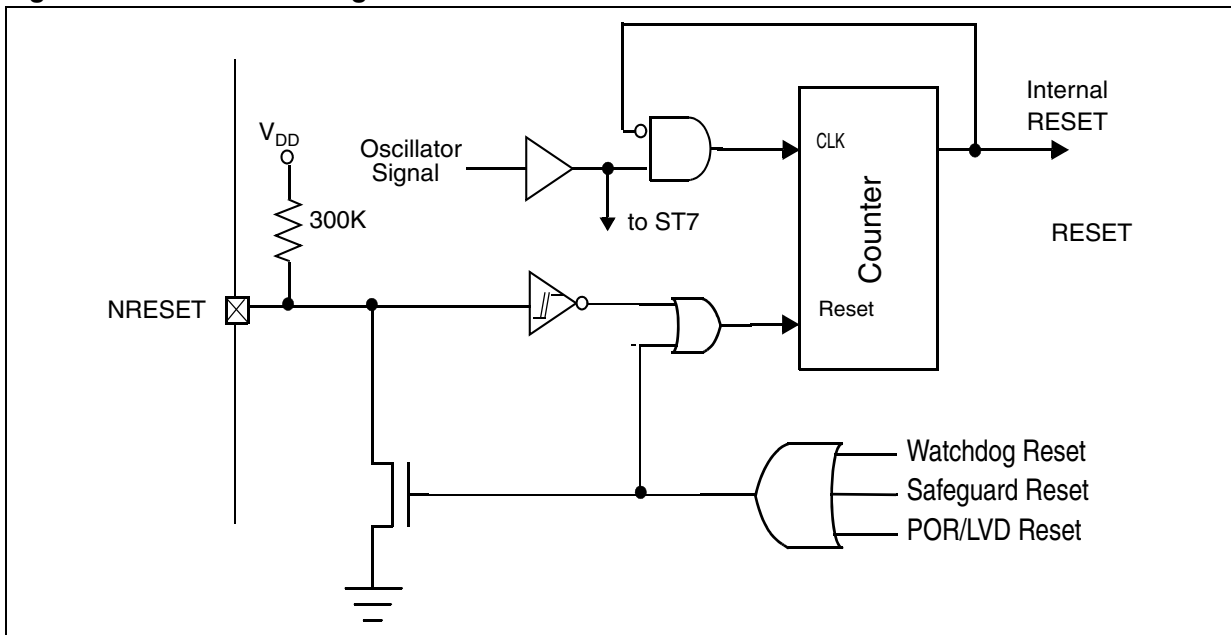 Internal
RESET
V_DD
Oscillator
Signal
CLK
300K
to ST7
Counter
RESET
NRESET
Reset
Watchdog Reset
Safeguard Reset
POR/LVD Reset